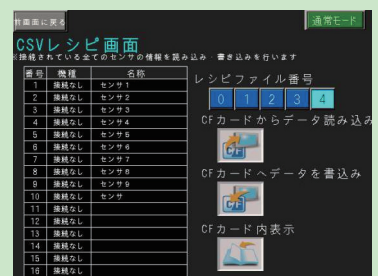 前画面に戻る
通常モード
CSVレシピ画面
※接続されている全てのセンサの情報を読み込み・書き込みを行います
番号 機種 名称
1 接続なし センサ1
2 接続なし センサ2
3 接続なし センサ3
4 接続なし センサ4
5 接続なし センサ5
6 接続なし センサ6
7 接続なし センサ7
8 接続なし センサ8
9 接続なし センサ9
10 接続なし センサ
11 接続なし
12 接続なし
13 接続なし
14 接続なし
15 接続なし
16 接続なし
レシピファイル番号
0 1 2 3 4
CFカードからデータ読み込み
CF
CFカードへデータを書込み
CF
CFカード内表示